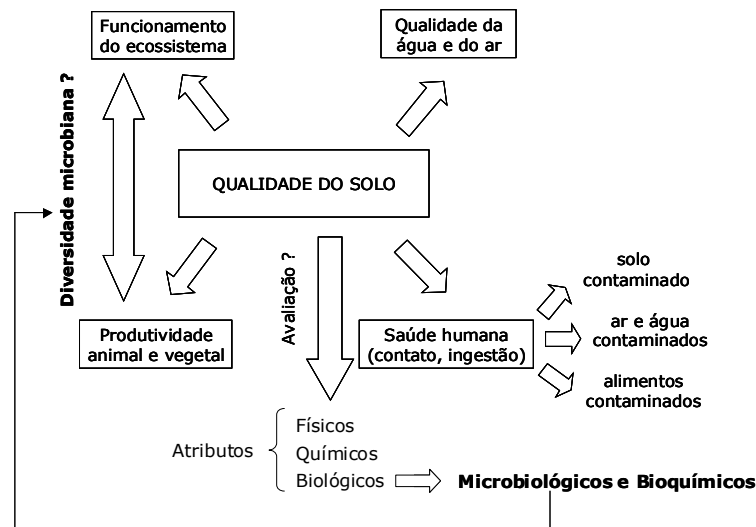 Funcionamento
do ecossistema
Qualidade da
água e do ar
Diversidade microbiana ?
QUALIDADE DO SOLO
Avaliação ?
Produtividade
animal e vegetal
Saúde humana
(contato, ingestão)
solo
contaminado
ar e água
contaminados
alimentos
contaminados
Atributos
Físicos
Químicos
Biológicos
Microbiológicos e Bioquímicos